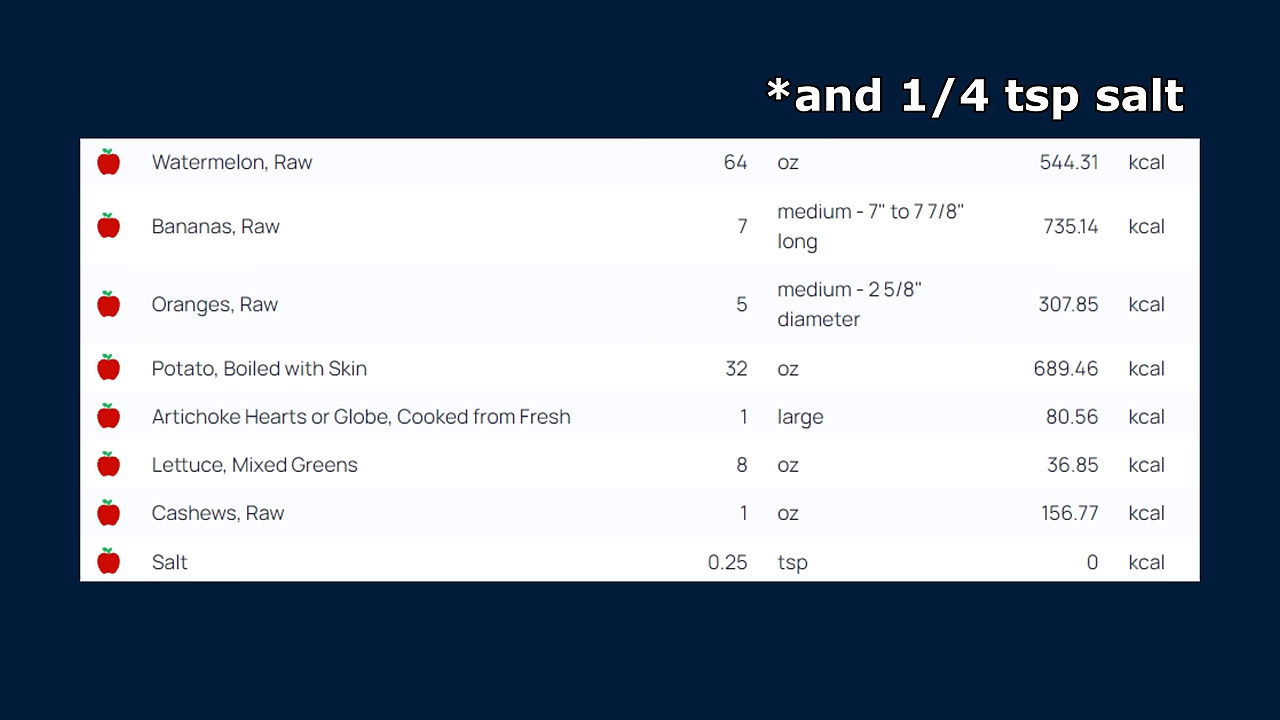 *and 1/4 tsp salt
Watermelon, Raw 64 oz 544.31 kcal
Bananas, Raw 7 medium - 7" to 7 7/8" long 735.14 kcal
Oranges, Raw 5 medium - 2 5/8" diameter 307.85 kcal
Potato, Boiled with Skin 32 oz 689.46 kcal
Artichoke Hearts or Globe, Cooked from Fresh 1 large 80.56 kcal
Lettuce, Mixed Greens 8 oz 36.85 kcal
Cashews, Raw 1 oz 156.77 kcal
Salt 0.25 tsp 0 kcal